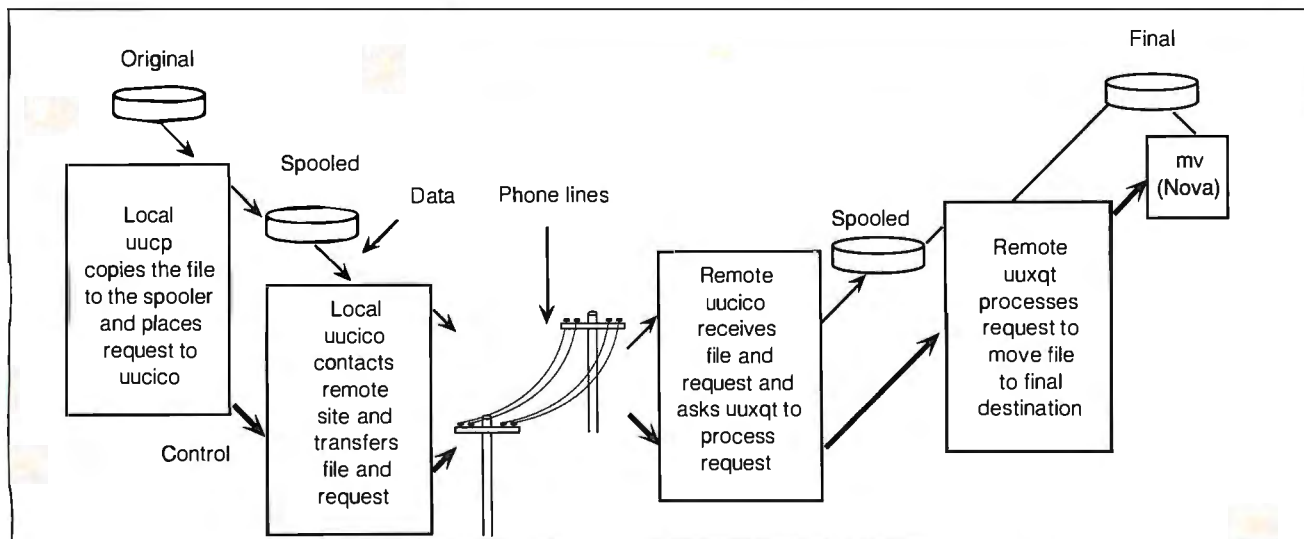 Original
Local
uucp
copies the file
to the spooler
and places
request to
uucico
Control
Spooled
Data
Local
uucico
contacts
remote
site and
transfers
file and
request
Phone lines
Remote
uucico
receives
file and
request and
asks uuxqt to
process
request
Spooled
Remote
uuxqt
processes
request to
move file
to final
destination
Final
mv
(Nova)